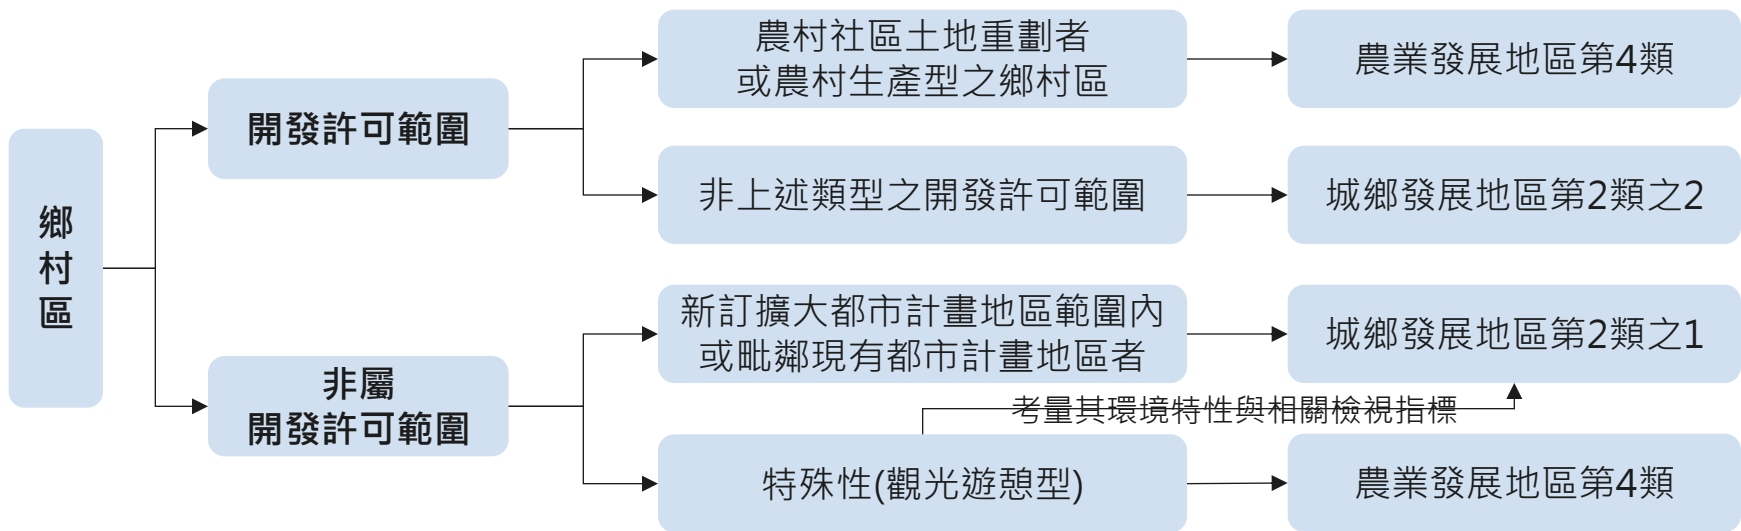 鄉
村
區
開發許可範圍
農村社區土地重劃者
或農村生產型之鄉村區
農業發展地區第4類
非上述類型之開發許可範圍
城鄉發展地區第2類之2
非屬
開發許可範圍
新訂擴大都市計畫地區範圍內
或毗鄰現有都市計畫地區者
城鄉發展地區第2類之1
考量其環境特性與相關檢視指標
特殊性(觀光遊憩型)
農業發展地區第4類